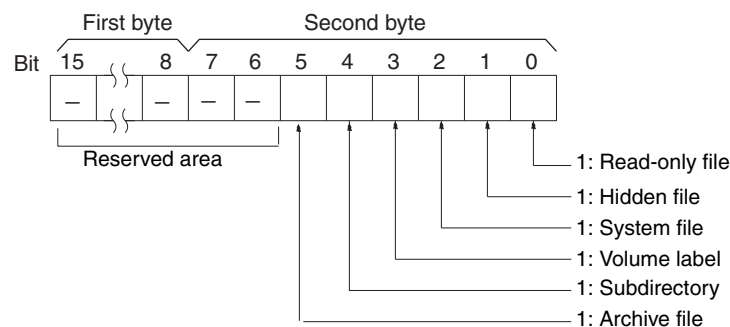 First byte Second byte
Bit 15 8 7 6 5 4 3 2 1 0
– – – –
Reserved area
1: Read-only file
1: Hidden file
1: System file
1: Volume label
1: Subdirectory
1: Archive file